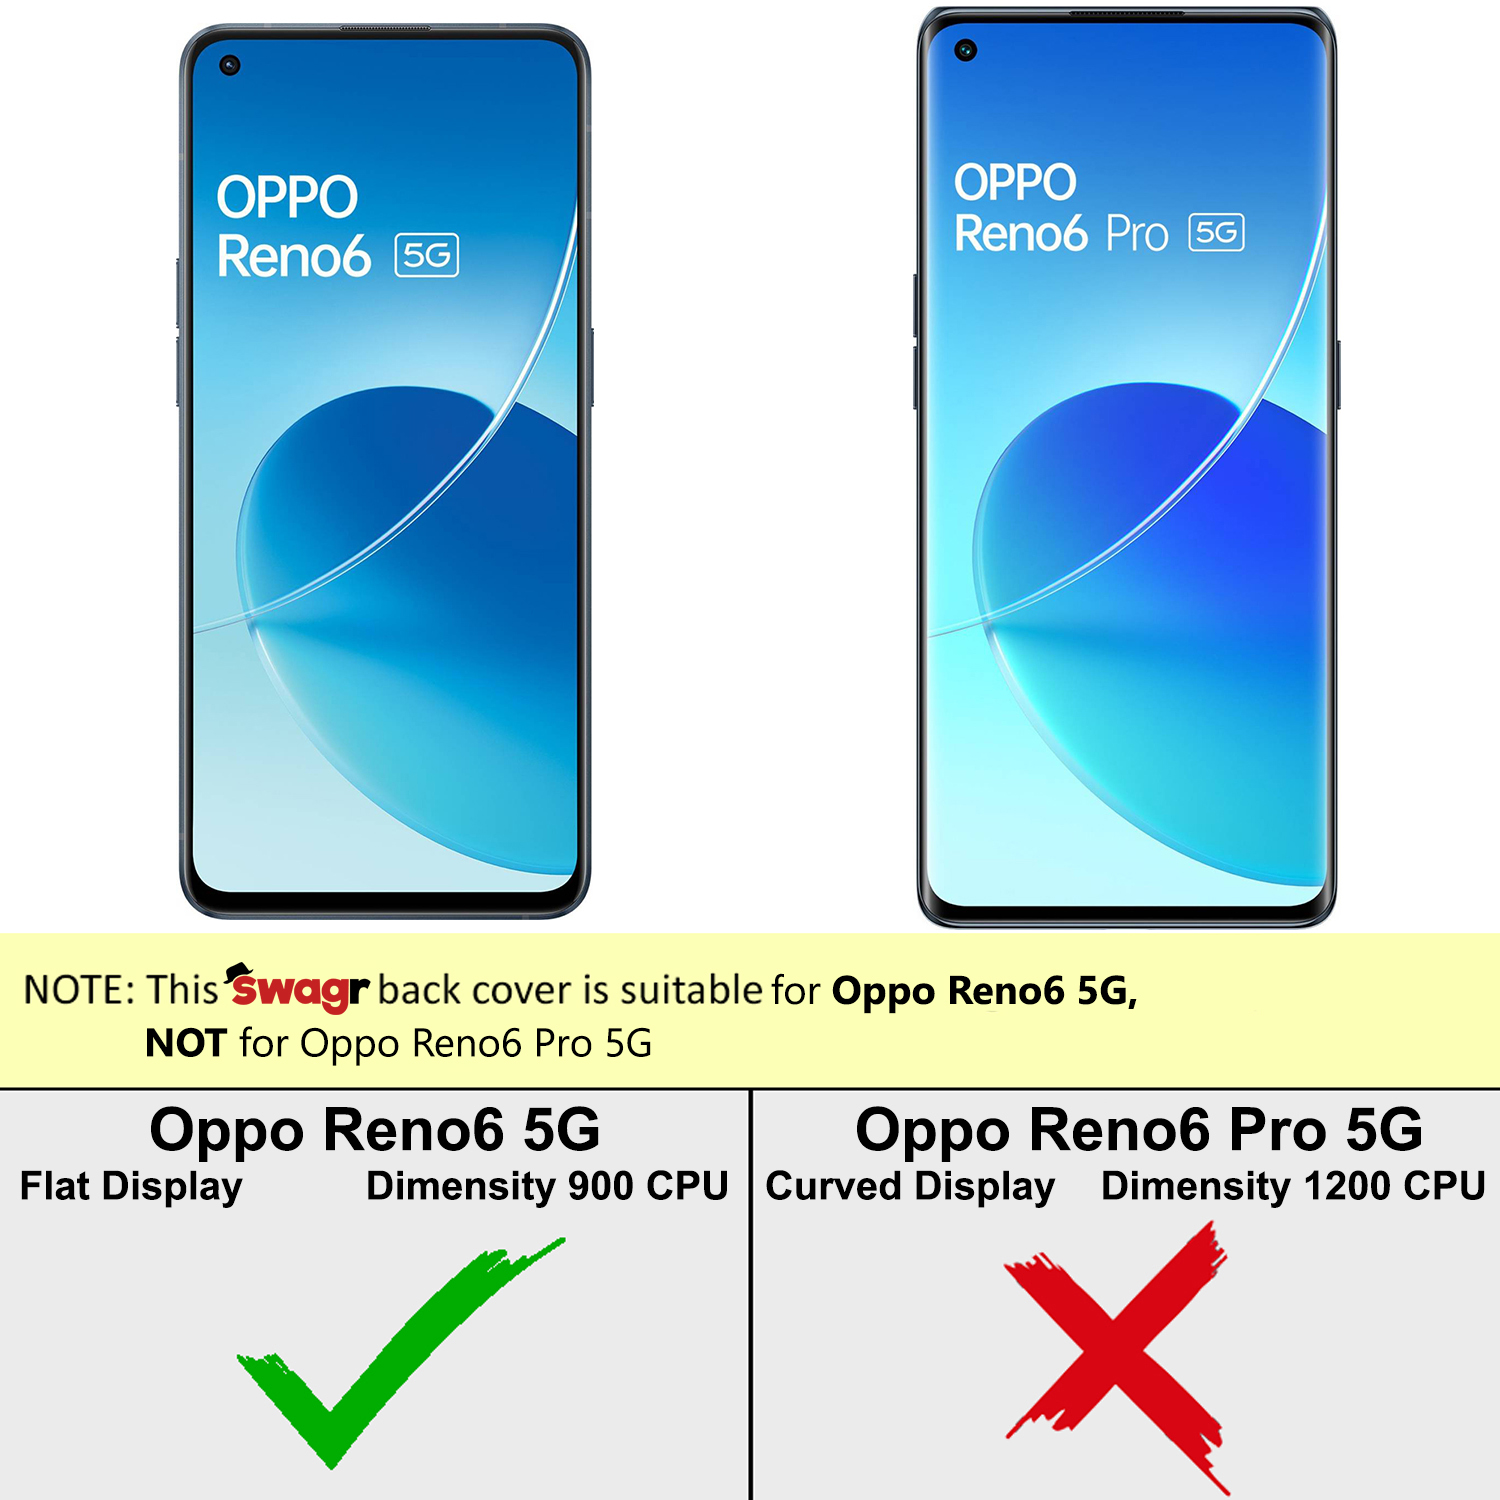 OPPO
Reno6 5G
OPPO
Reno6 Pro 5G
NOTE: This swagr back cover is suitable for Oppo Reno6 5G,
NOT for Oppo Reno6 Pro 5G
Oppo Reno6 5G
Flat Display Dimensity 900 CPU
Oppo Reno6 Pro 5G
Curved Display Dimensity 1200 CPU